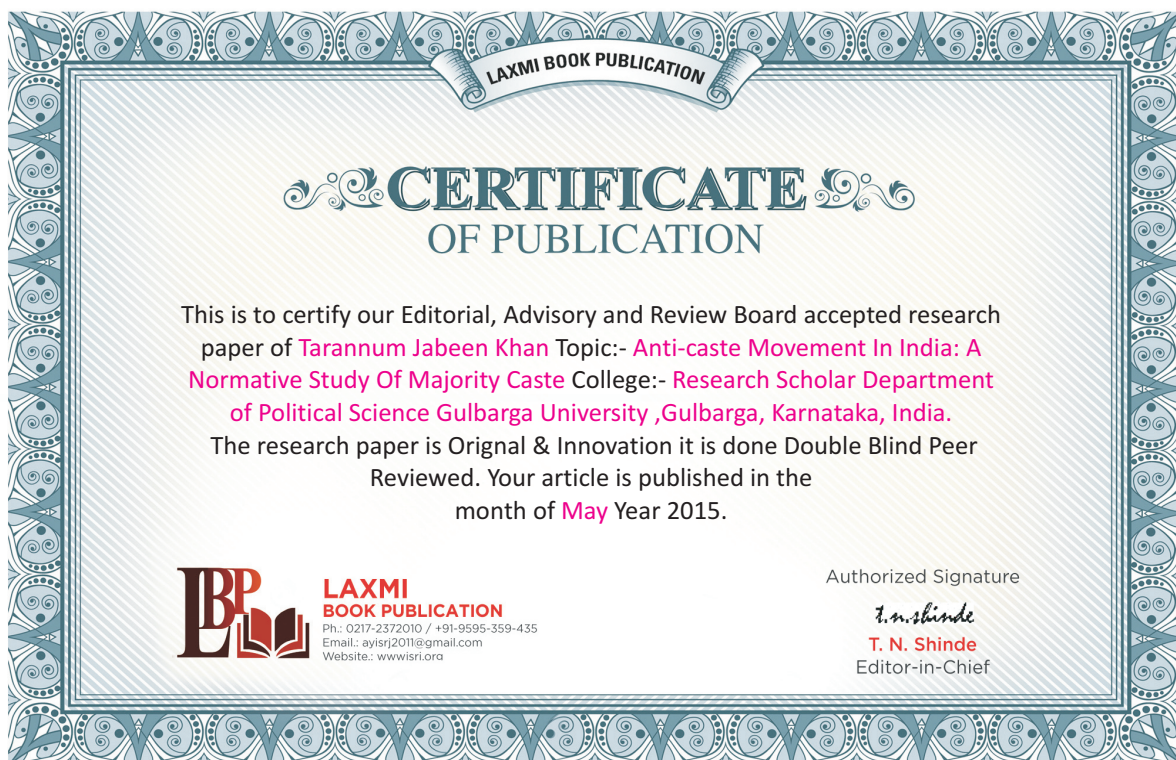 LAXMI BOOK PUBLICATION
CERTIFICATE
OF PUBLICATION
This is to certify our Editorial, Advisory and Review Board accepted research
paper of Tarannum Jabeen Khan Topic:- Anti-caste Movement In India: A
Normative Study Of Majority Caste College:- Research Scholar Department
of Political Science Gulbarga University ,Gulbarga, Karnataka, India.
The research paper is Orignal & Innovation it is done Double Blind Peer
Reviewed. Your article is published in the
month of May Year 2015.
LBP
LAXMI
BOOK PUBLICATION
Ph.: 0217-2372010 / +91-9595-359-435
Email.: ayisrj2011@gmail.com
Website.: wwwisri.org
Authorized Signature
t.n.shinde
T. N. Shinde
Editor-in-Chief